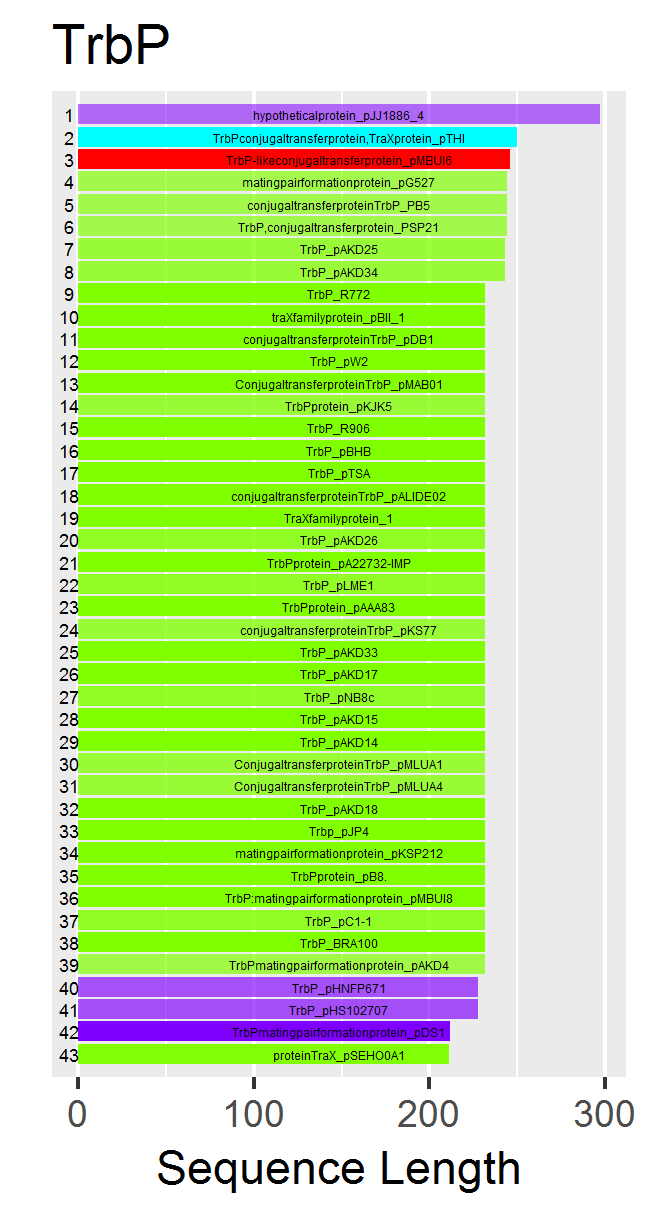 TrbP
1 hypotheticalprotein_pJJ1886_4
2 TrbPconjugaltransferprotein,TraXprotein_pTHI
3 TrbP-likeconjugaltransferprotein_pMBUI6
4 matingpairformationprotein_pG527
5 conjugaltransferproteinTrbP_PB5
6 TrbP,conjugaltransferprotein_PSP21
7 TrbP_pAKD25
8 TrbP_pAKD34
9 TrbP_R772
10 traXfamilyprotein_pBII_1
11 conjugaltransferproteinTrbP_pDB1
12 TrbP_pW2
13 ConjugaltransferproteinTrbP_pMAB01
14 TrbPprotein_pKJK5
15 TrbP_R906
16 TrbP_pBHB
17 TrbP_pTSA
18 conjugaltransferproteinTrbP_pALIDE02
19 TraXfamilyprotein_1
20 TrbP_pAKD26
21 TrbPprotein_pA22732-IMP
22 TrbP_pLME1
23 TrbPprotein_pAAA83
24 conjugaltransferproteinTrbP_pKS77
25 TrbP_pAKD33
26 TrbP_pAKD17
27 TrbP_pNB8c
28 TrbP_pAKD15
29 TrbP_pAKD14
30 ConjugaltransferproteinTrbP_pMLUA1
31 ConjugaltransferproteinTrbP_pMLUA4
32 TrbP_pAKD18
33 Trbp_pJP4
34 matingpairformationprotein_pKSP212
35 TrbPprotein_pB8.
36 TrbP:matingpairformationprotein_pMBUI8
37 TrbP_pC1-1
38 TrbP_BRA100
39 TrbPmatingpairformationprotein_pAKD4
40 TrbP_pHNFP671
41 TrbP_pHS102707
42 TrbPmatingpairformationprotein_pDS1
43 proteinTraX_pSEHO0A1
0 100 200 300
Sequence Length